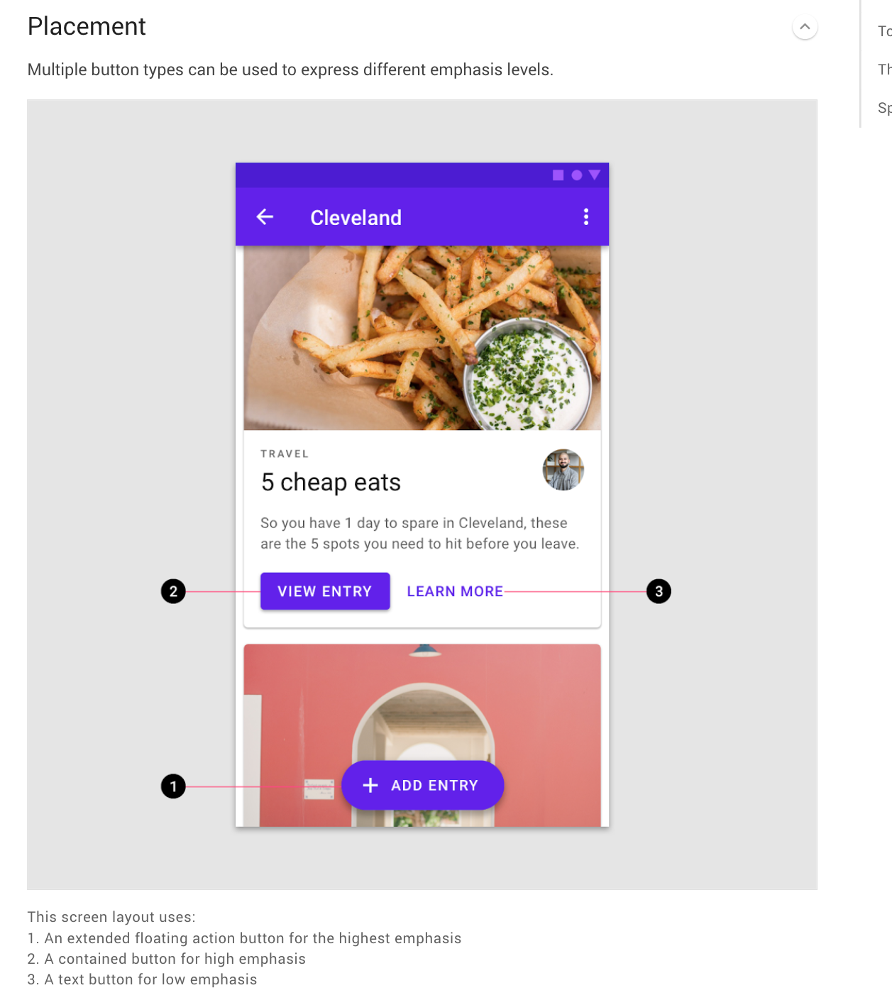 Placement
To
Th
Sp
Multiple button types can be used to express different emphasis levels.
Cleveland
TRAVEL
5 cheap eats
So you have 1 day to spare in Cleveland, these
are the 5 spots you need to hit before you leave.
2
VIEW ENTRY
LEARN MORE
3
1
ADD ENTRY
This screen layout uses:
1. An extended floating action button for the highest emphasis
2. A contained button for high emphasis
3. A text button for low emphasis